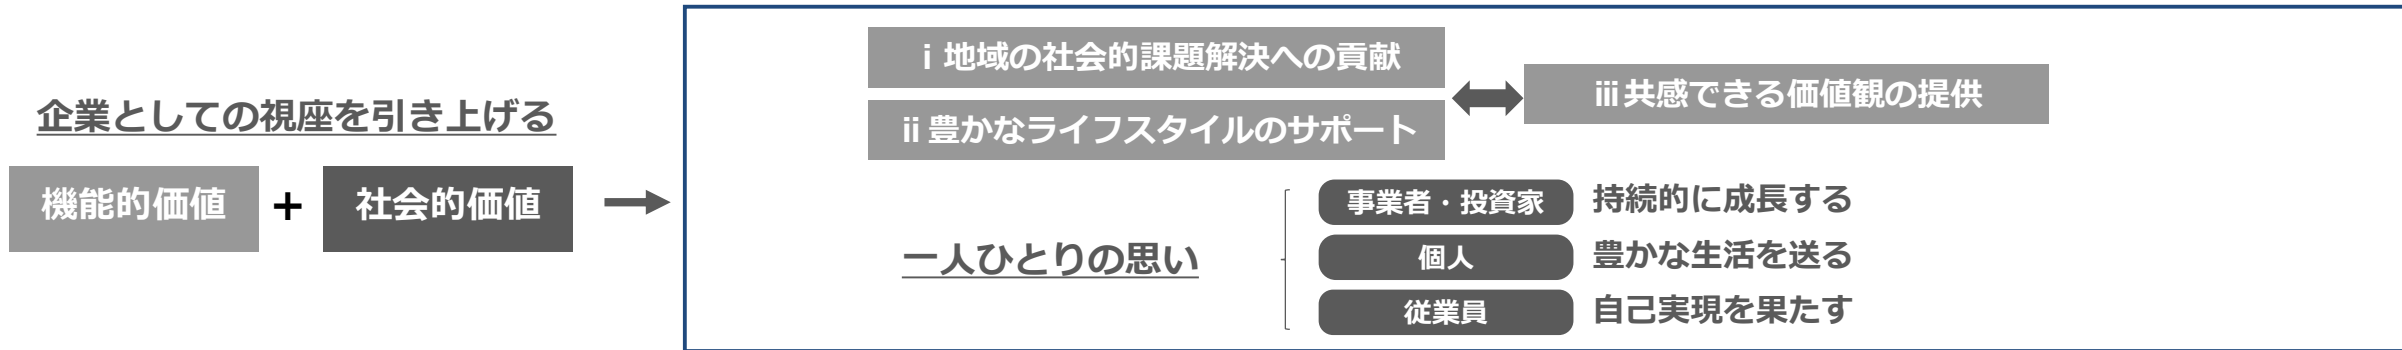 企業としての視座を引き上げる
機能的価値 + 社会的価値
ⅰ 地域の社会的課題解決への貢献
ⅱ 豊かなライフスタイルのサポート
ⅲ 共感できる価値観の提供
一人ひとりの思い
事業者・投資家 持続的に成長する
個人 豊かな生活を送る
従業員 自己実現を果たす